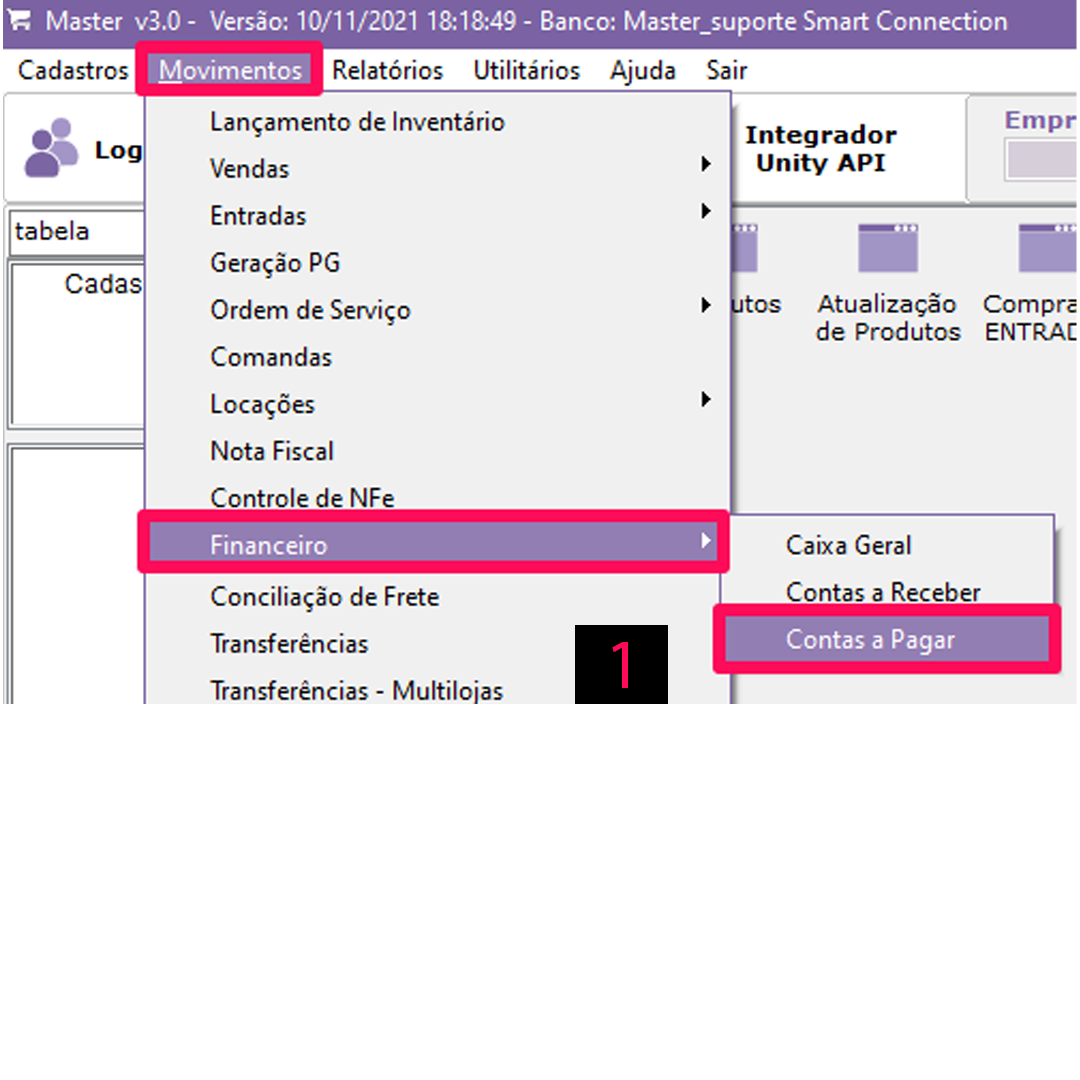 Master v3.0 - Versão: 10/11/2021 18:18:49 - Banco: Master_suporte Smart Connection
Cadastros Movimentos Relatórios Utilitários Ajuda Sair
Log
Integrador
Unity API
Empr
tabela
Cadas
Lançamento de Inventário
Vendas
Entradas
Geração PG
Ordem de Serviço
Comandas
Locações
Nota Fiscal
Controle de NFe
Financeiro
Conciliação de Frete
Transferências
Transferências - Multilojas
utos
Atualização
de Produtos
Compra
ENTRAD
Caixa Geral
Contas a Receber
Contas a Pagar
1